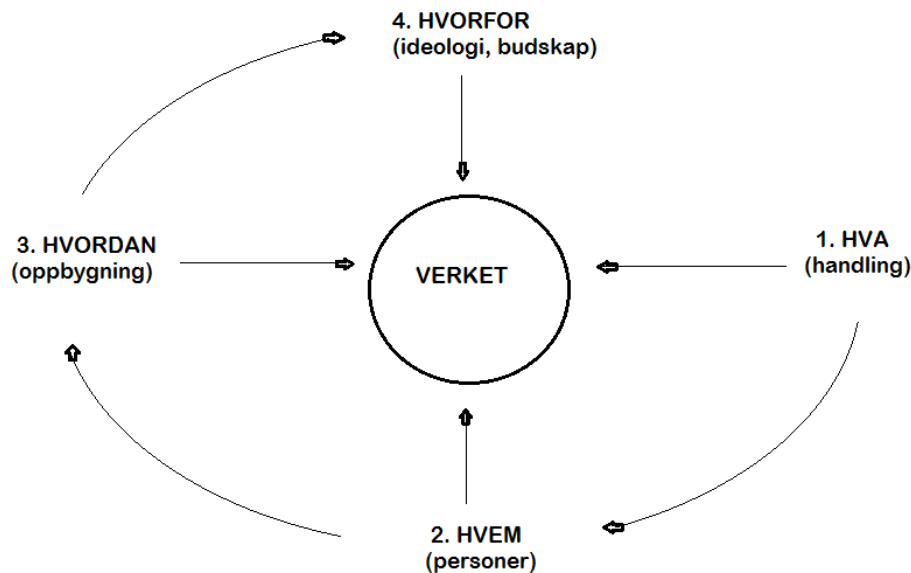 4. HVORFOR
(ideologi, budskap)
3. HVORDAN
(oppbygning)
VERKET
1. HVA
(handling)
2. HVEM
(personer)